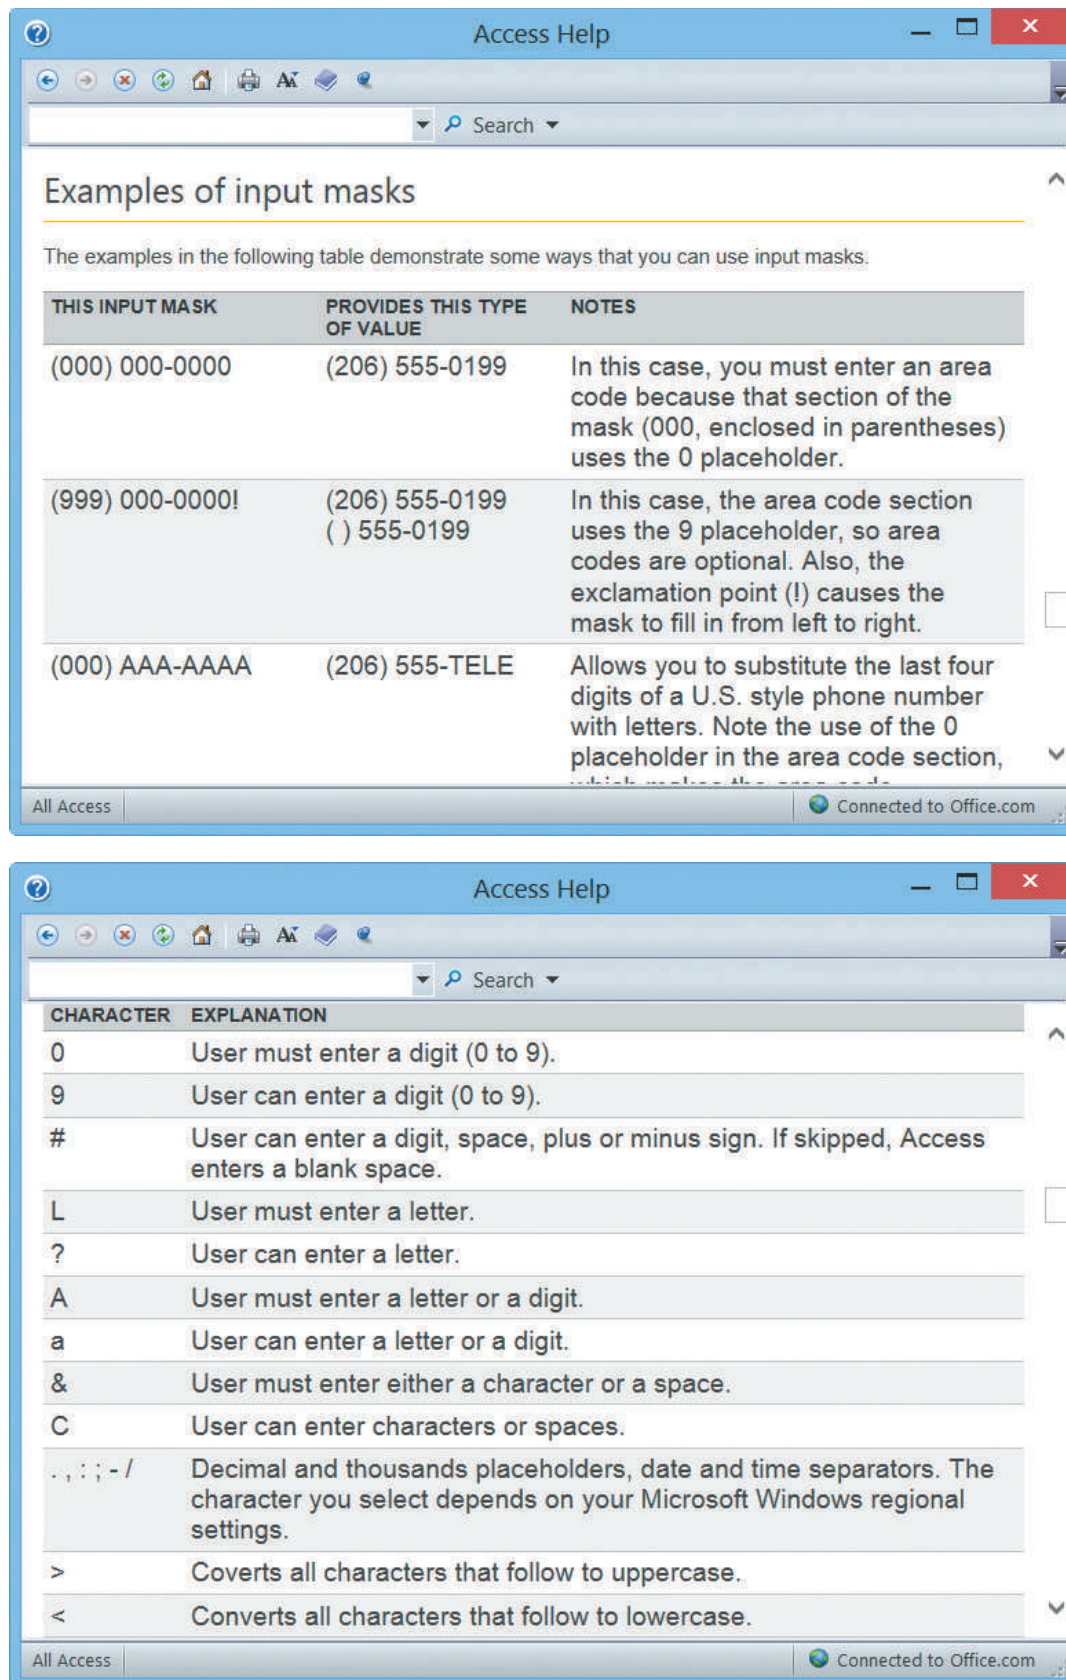 Access Help
Search
Examples of input masks
The examples in the following table demonstrate some ways that you can use input masks.
THIS INPUT MASK PROVIDES THIS TYPE OF VALUE NOTES
(000) 000-0000 (206) 555-0199 In this case, you must enter an area
code because that section of the
mask (000, enclosed in parentheses)
uses the 0 placeholder.
(999) 000-0000! (206) 555-0199 In this case, the area code section
( ) 555-0199 uses the 9 placeholder, so area
codes are optional. Also, the
exclamation point (!) causes the
mask to fill in from left to right.
(000) AAA-AAAA (206) 555-TELE Allows you to substitute the last four
digits of a U.S. style phone number
with letters. Note the use of the 0
placeholder in the area code section,
which makes the area code
All Access Connected to Office.com
Access Help
Search
CHARACTER EXPLANATION
0 User must enter a digit (0 to 9).
9 User can enter a digit (0 to 9).
# User can enter a digit, space, plus or minus sign. If skipped, Access
enters a blank space.
L User must enter a letter.
? User can enter a letter.
A User must enter a letter or a digit.
a User can enter a letter or a digit.
& User must enter either a character or a space.
C User can enter characters or spaces.
. , : ; - / Decimal and thousands placeholders, date and time separators. The
character you select depends on your Microsoft Windows regional
settings.
> Coverts all characters that follow to uppercase.
< Converts all characters that follow to lowercase.
All Access Connected to Office.com